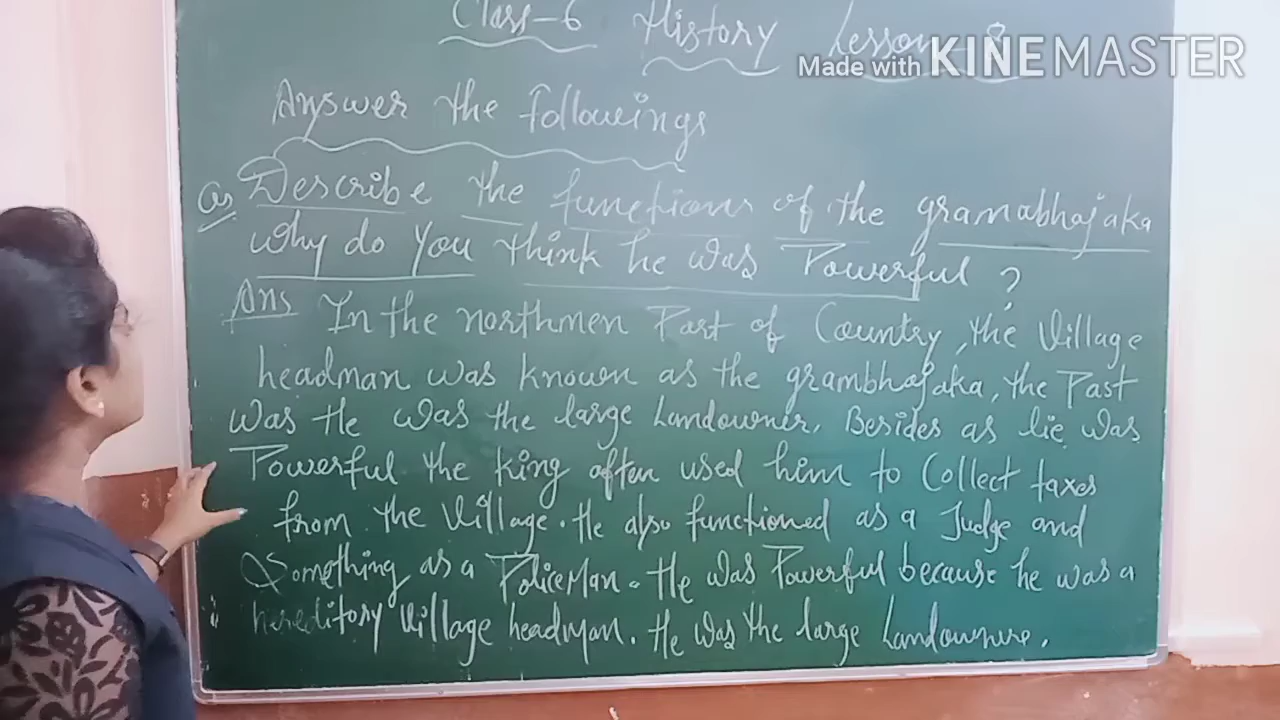 Class-6 History Lesson-
Made with KINEMASTER
Answer the followings
Q) Describe the functions of the gramabhojaka
Why do you think he was Powerful ?
Ans In the northmen Part of Country, the Village
headman was known as the grambhojaka, the Past
was the He was the large Landowner. Besides as lie was
Powerful the king often used him to Collect taxes
from the Village. He also functioned as a Judge and
Something as a PoliceMan. He was Powerful because he was a
hereditory Village headman. He was the large Landownire.